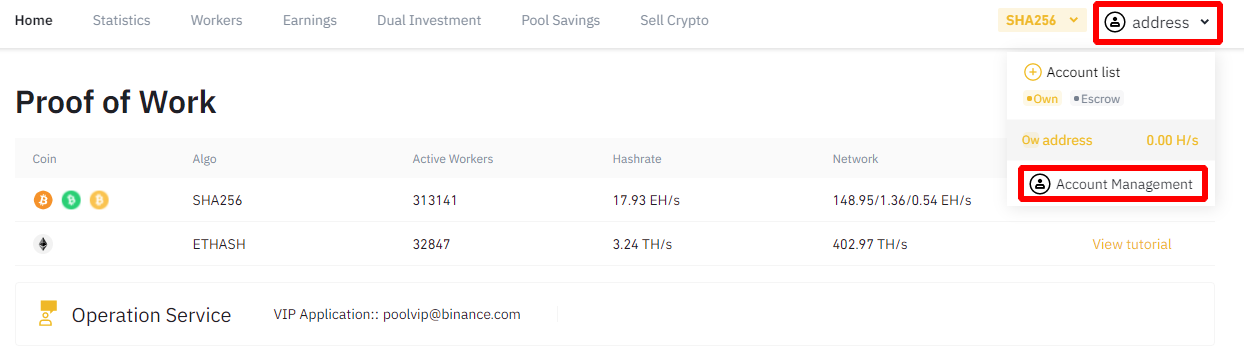 Home Statistics Workers Earnings Dual Investment Pool Savings Sell Crypto SHA256 address
Account list
Own Escrow
Ow address 0.00 H/s
Account Management
Proof of Work
Coin Algo Active Workers Hashrate Network
SHA256 313141 17.93 EH/s 148.95/1.36/0.54 EH/s
ETHASH 32847 3.24 TH/s 402.97 TH/s View tutorial
Operation Service VIP Application:: poolvip@binance.com